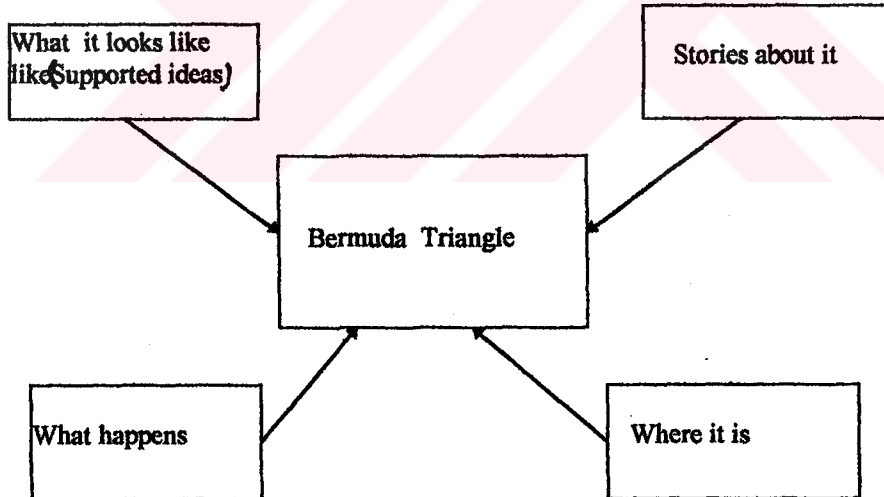 What it looks like
like(Supported ideas)
Stories about it
Bermuda Triangle
What happens
Where it is